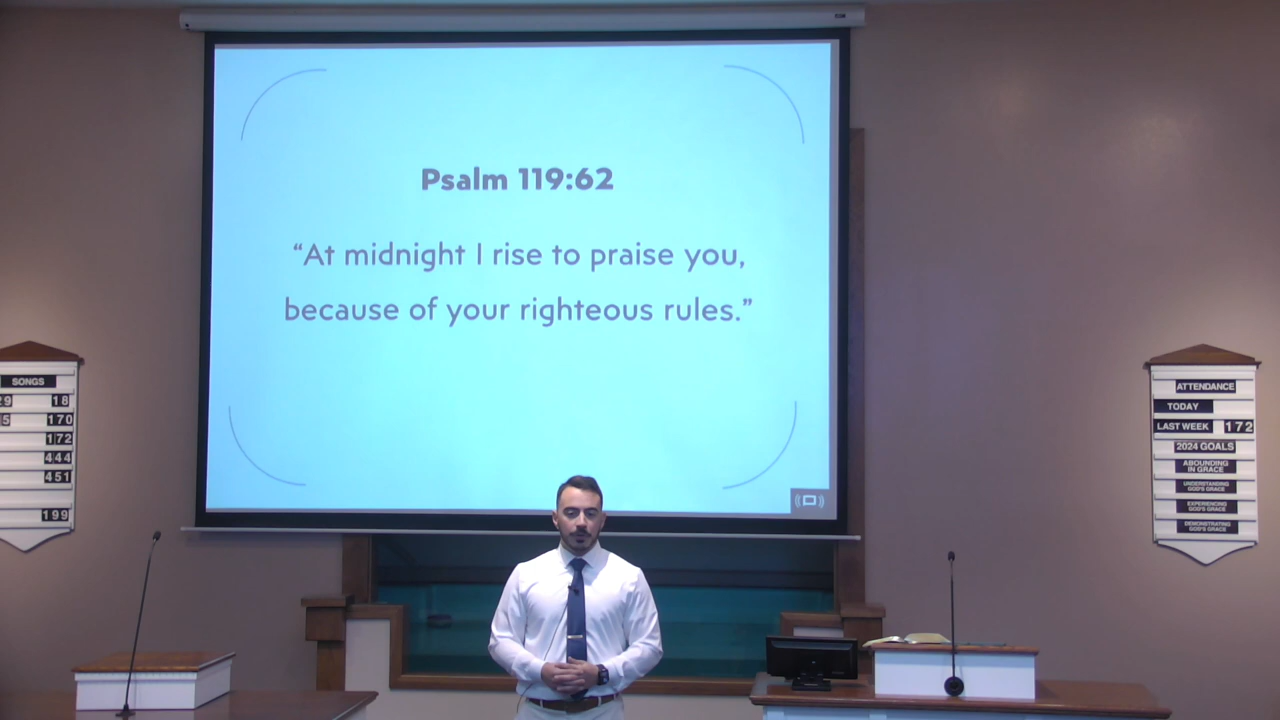 Psalm 119:62
“At midnight I rise to praise you,
because of your righteous rules.”
SONGS
29 18
5 170
172
444
451
199
ATTENDANCE
TODAY
LAST WEEK 172
2024 GOALS
ABOUNDING
IN GRACE
UNDERSTANDING
GOD'S GRACE
EXPERIENCING
GOD'S GRACE
DEMONSTRATING
GOD'S GRACE